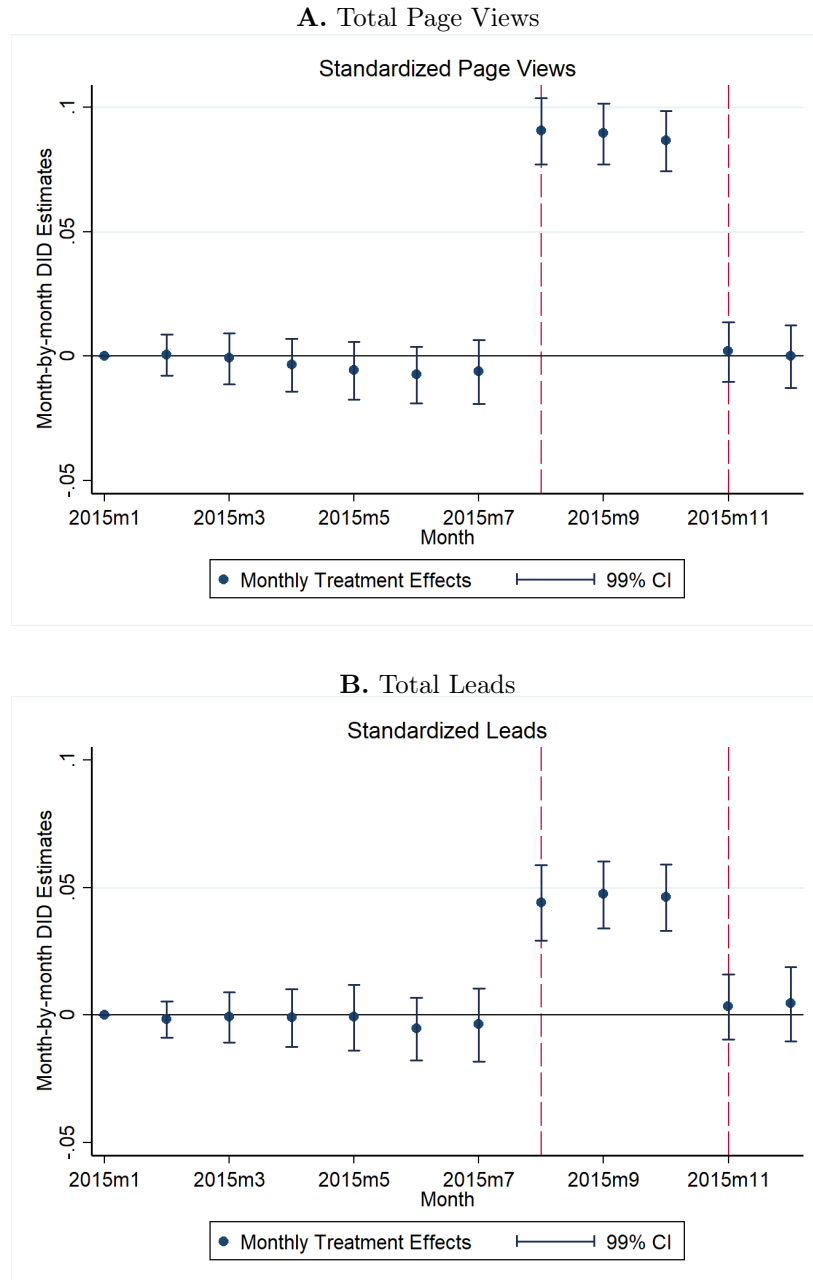 A. Total Page Views
Standardized Page Views
Month-by-month DID Estimates
.1
.05
0
-.05
2015m1 2015m3 2015m5 2015m7 2015m9 2015m11
Month
Monthly Treatment Effects 99% CI
B. Total Leads
Standardized Leads
Month-by-month DID Estimates
.1
.05
0
-.05
2015m1 2015m3 2015m5 2015m7 2015m9 2015m11
Month
Monthly Treatment Effects 99% CI